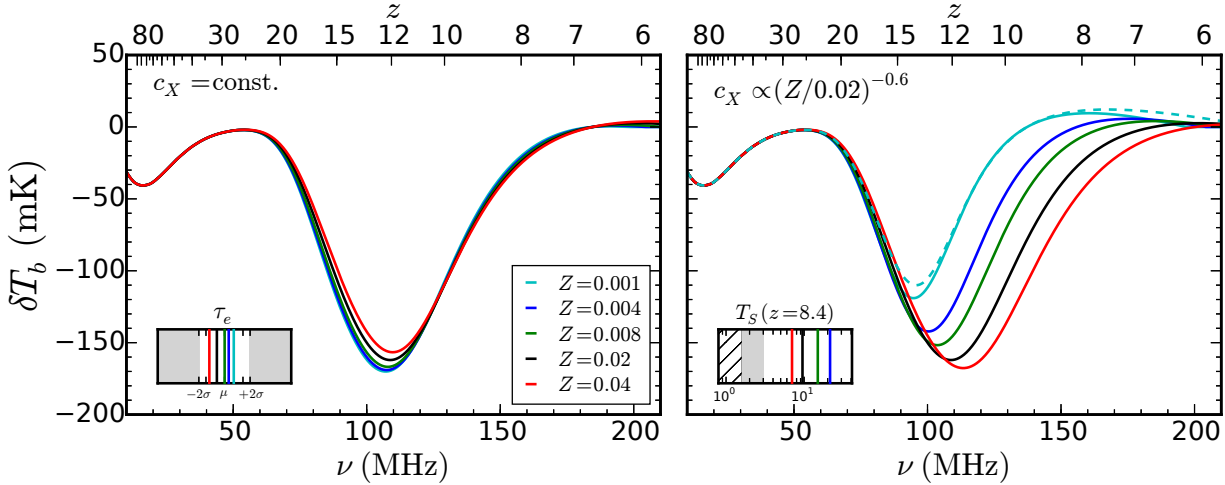 z
80 30 20 15 12 10 8 7 6
c_X = const.
50
0
−50
−100
−150
−200
δT_b (mK)
τ_e
-2σ μ +2σ
Z=0.001
Z=0.004
Z=0.008
Z=0.02
Z=0.04
50 100 150 200
ν (MHz)
z
80 30 20 15 12 10 9 8 7 6
c_X ∝(Z/0.02)^{−0.6}
T_S(z=8.4)
10^0 10^1
50 100 150 200
ν (MHz)